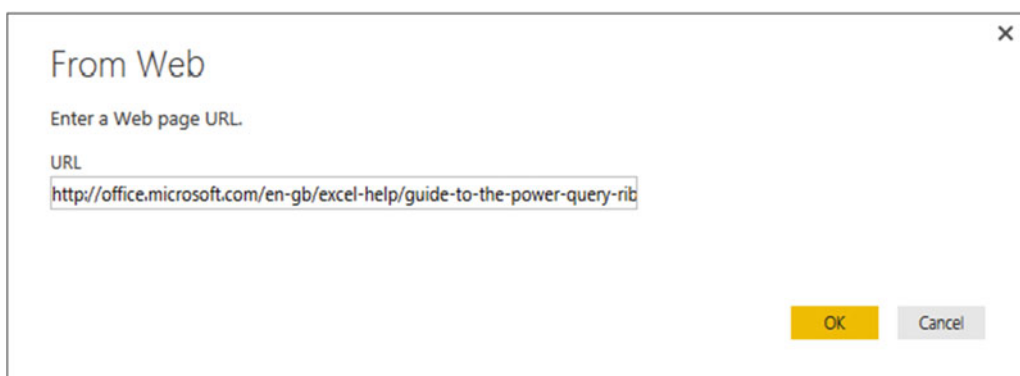 From Web
Enter a Web page URL.
URL
http://office.microsoft.com/en-gb/excel-help/guide-to-the-power-query-rib
OK Cancel